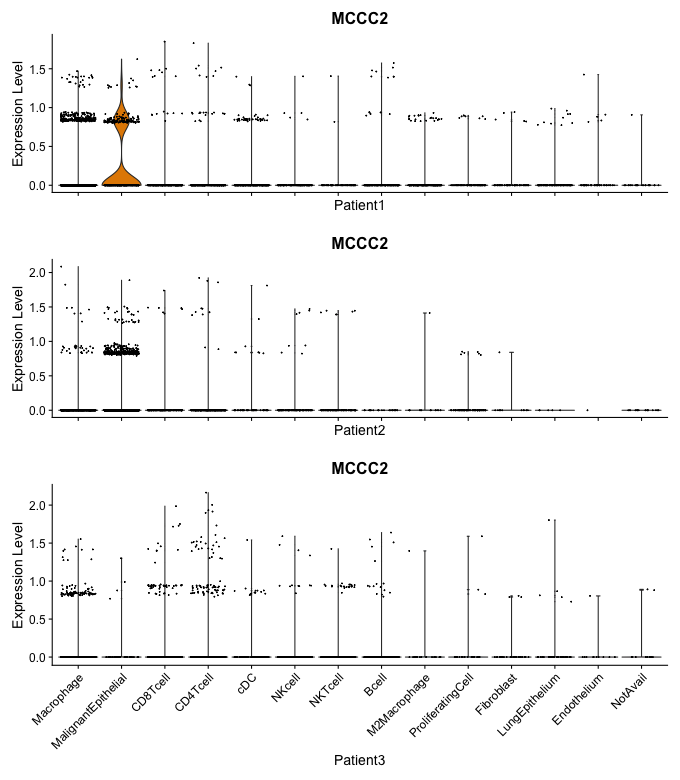 MCCC2
Expression Level
1.5
1.0
0.5
0.0
Patient1
MCCC2
Expression Level
2.0
1.5
1.0
0.5
0.0
Patient2
MCCC2
Expression Level
2.0
1.5
1.0
0.5
0.0
Macrophage
MalignantEpithelial
CD8Tcell
CD4Tcell
cDC
NKcell
NKTcell
Bcell
M2Macrophage
ProliferatingCell
Fibroblast
LungEpithelium
Endothelium
NotAvail
Patient3